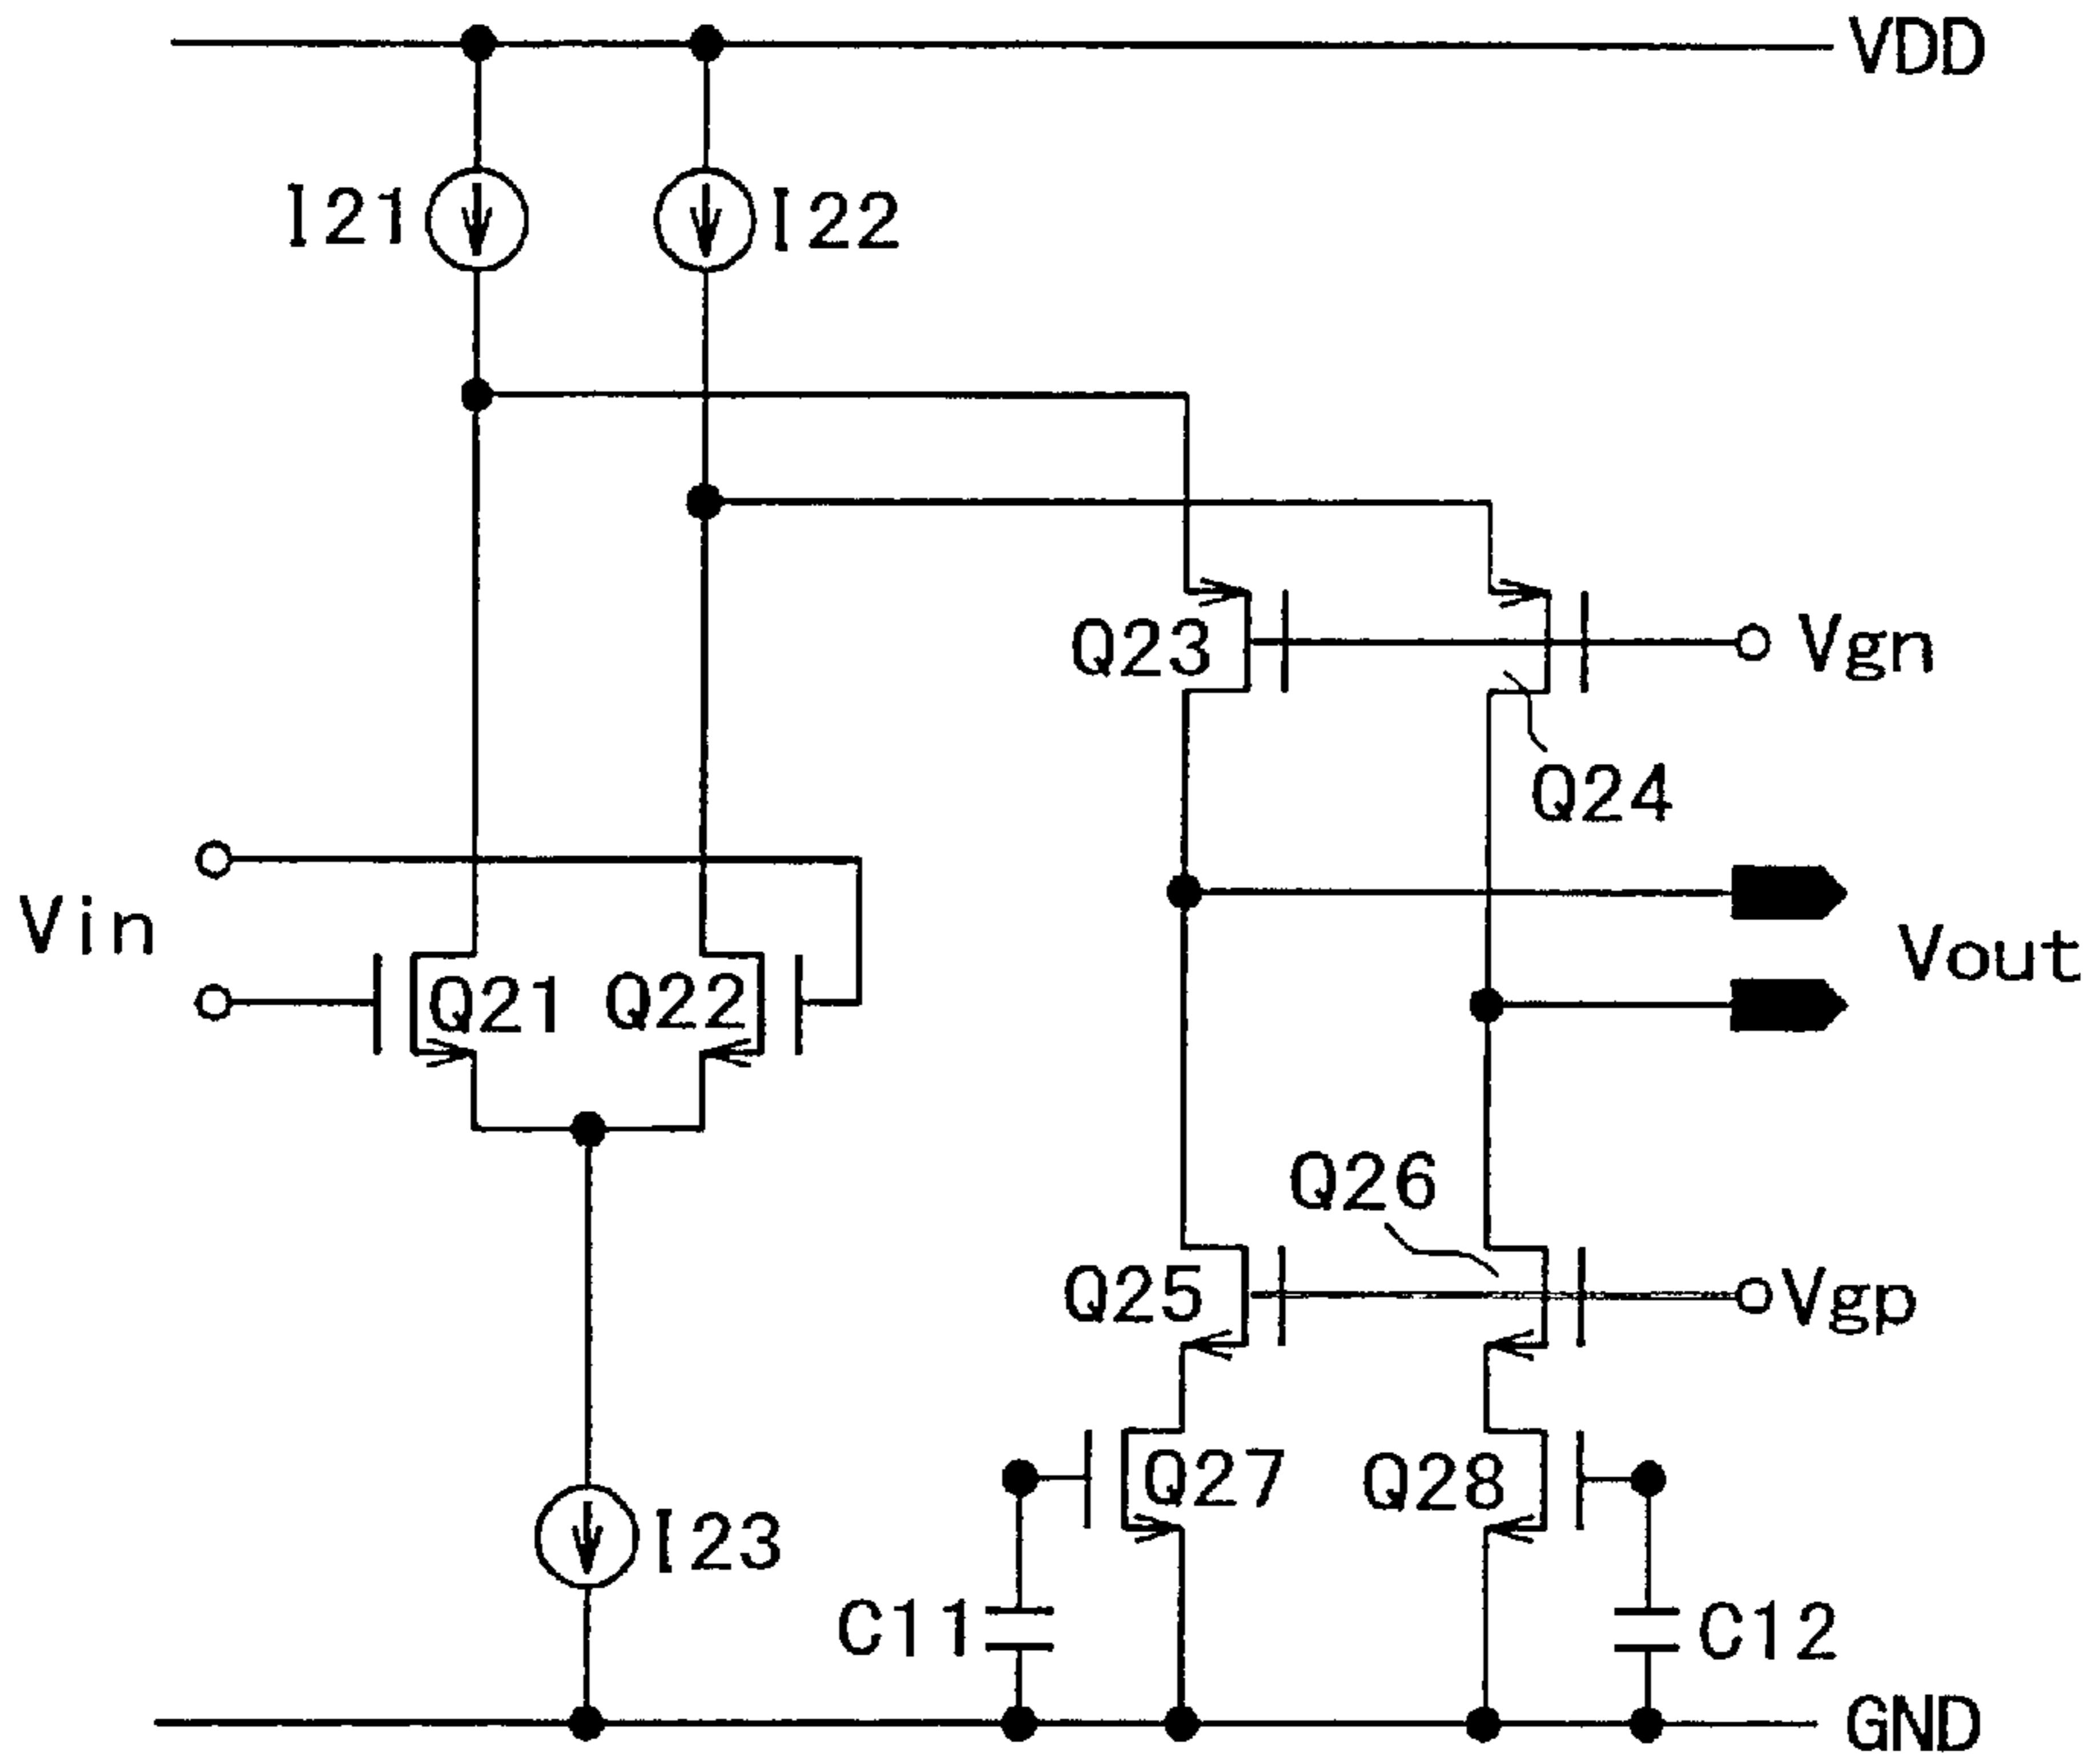 VDD
I21
I22
Q23
Vgn
Q24
Vin
Vout
Q21
Q22
Q26
Q25
Vgp
Q27
Q28
I23
C11
C12
GND